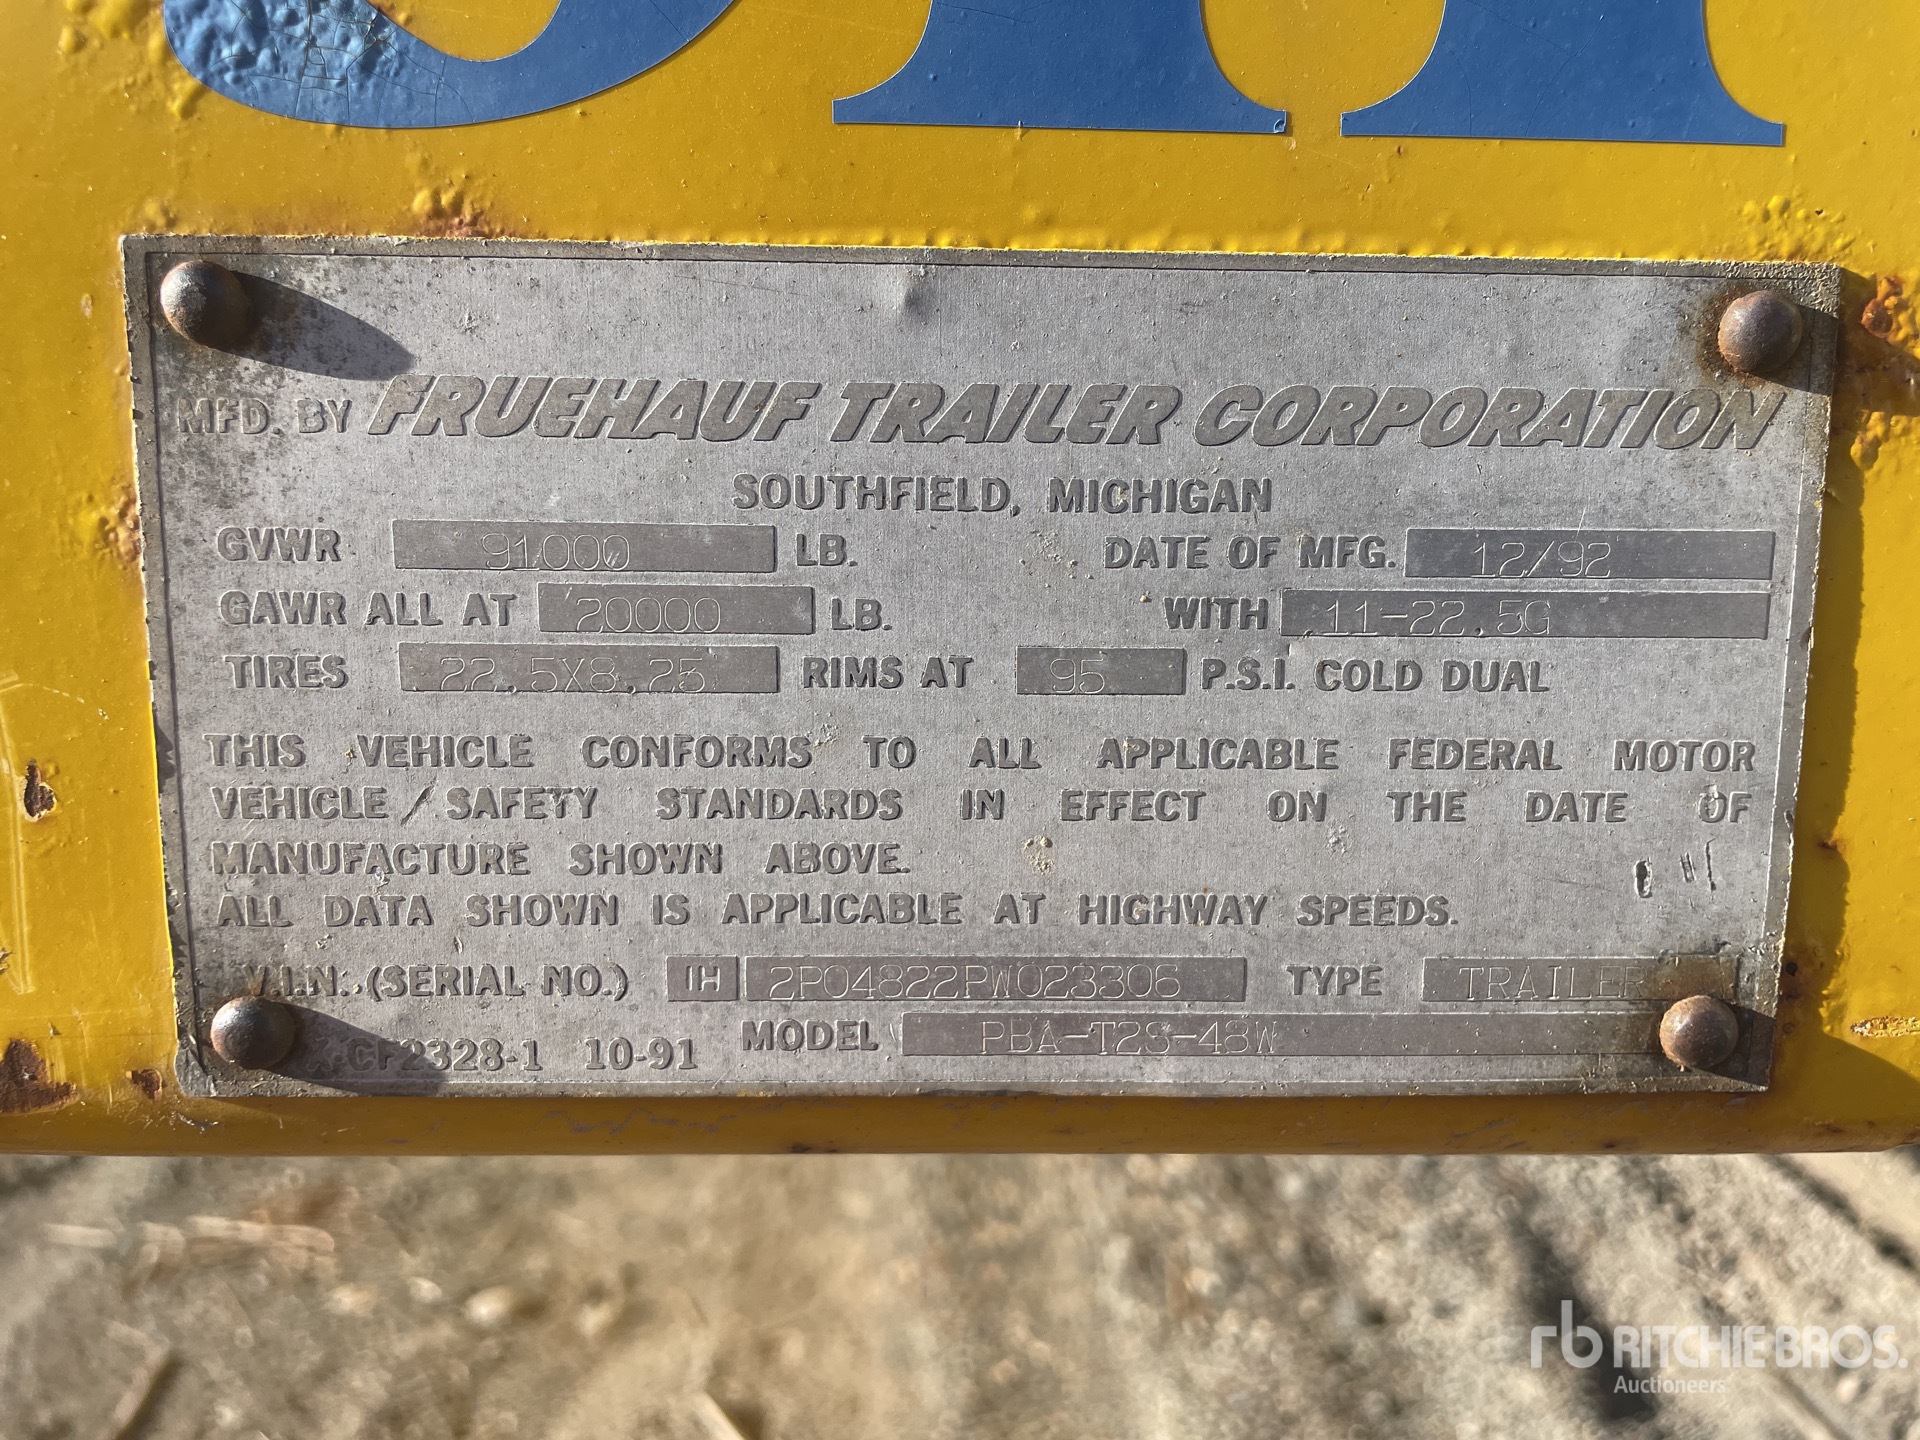 MFD. BY FRUEHAUF TRAILER CORPORATION
SOUTHFIELD, MICHIGAN
GVWR 91000 LB. DATE OF MFG. 12/92
GAWR ALL AT 20000 LB. WITH 11-22.5G
TIRES 22.5X8.25 RIMS AT 95 P.S.I. COLD DUAL
THIS VEHICLE CONFORMS TO ALL APPLICABLE FEDERAL MOTOR
VEHICLE/SAFETY STANDARDS IN EFFECT ON THE DATE OF
MANUFACTURE SHOWN ABOVE.
ALL DATA SHOWN IS APPLICABLE AT HIGHWAY SPEEDS.
V.I.N. (SERIAL NO.) 1H 2P04822PW023306 TYPE TRAILER
CF2328-1 10-91 MODEL PBA-T2S-48W
rb RITCHIE BROS.
Auctioneers